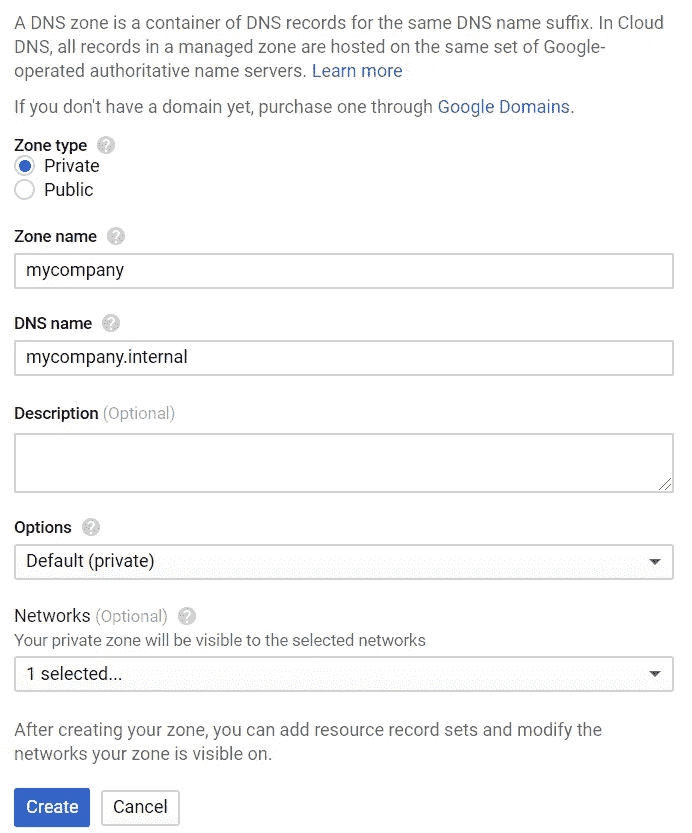 A DNS zone is a container of DNS records for the same DNS name suffix. In Cloud
DNS, all records in a managed zone are hosted on the same set of Google-
operated authoritative name servers. Learn more
If you don't have a domain yet, purchase one through Google Domains.
Zone type ?
Private
Public
Zone name ?
mycompany
DNS name ?
mycompany.internal
Description (Optional)
Options ?
Default (private)
Networks (Optional) ?
Your private zone will be visible to the selected networks
1 selected...
After creating your zone, you can add resource record sets and modify the
networks your zone is visible on.
Create Cancel